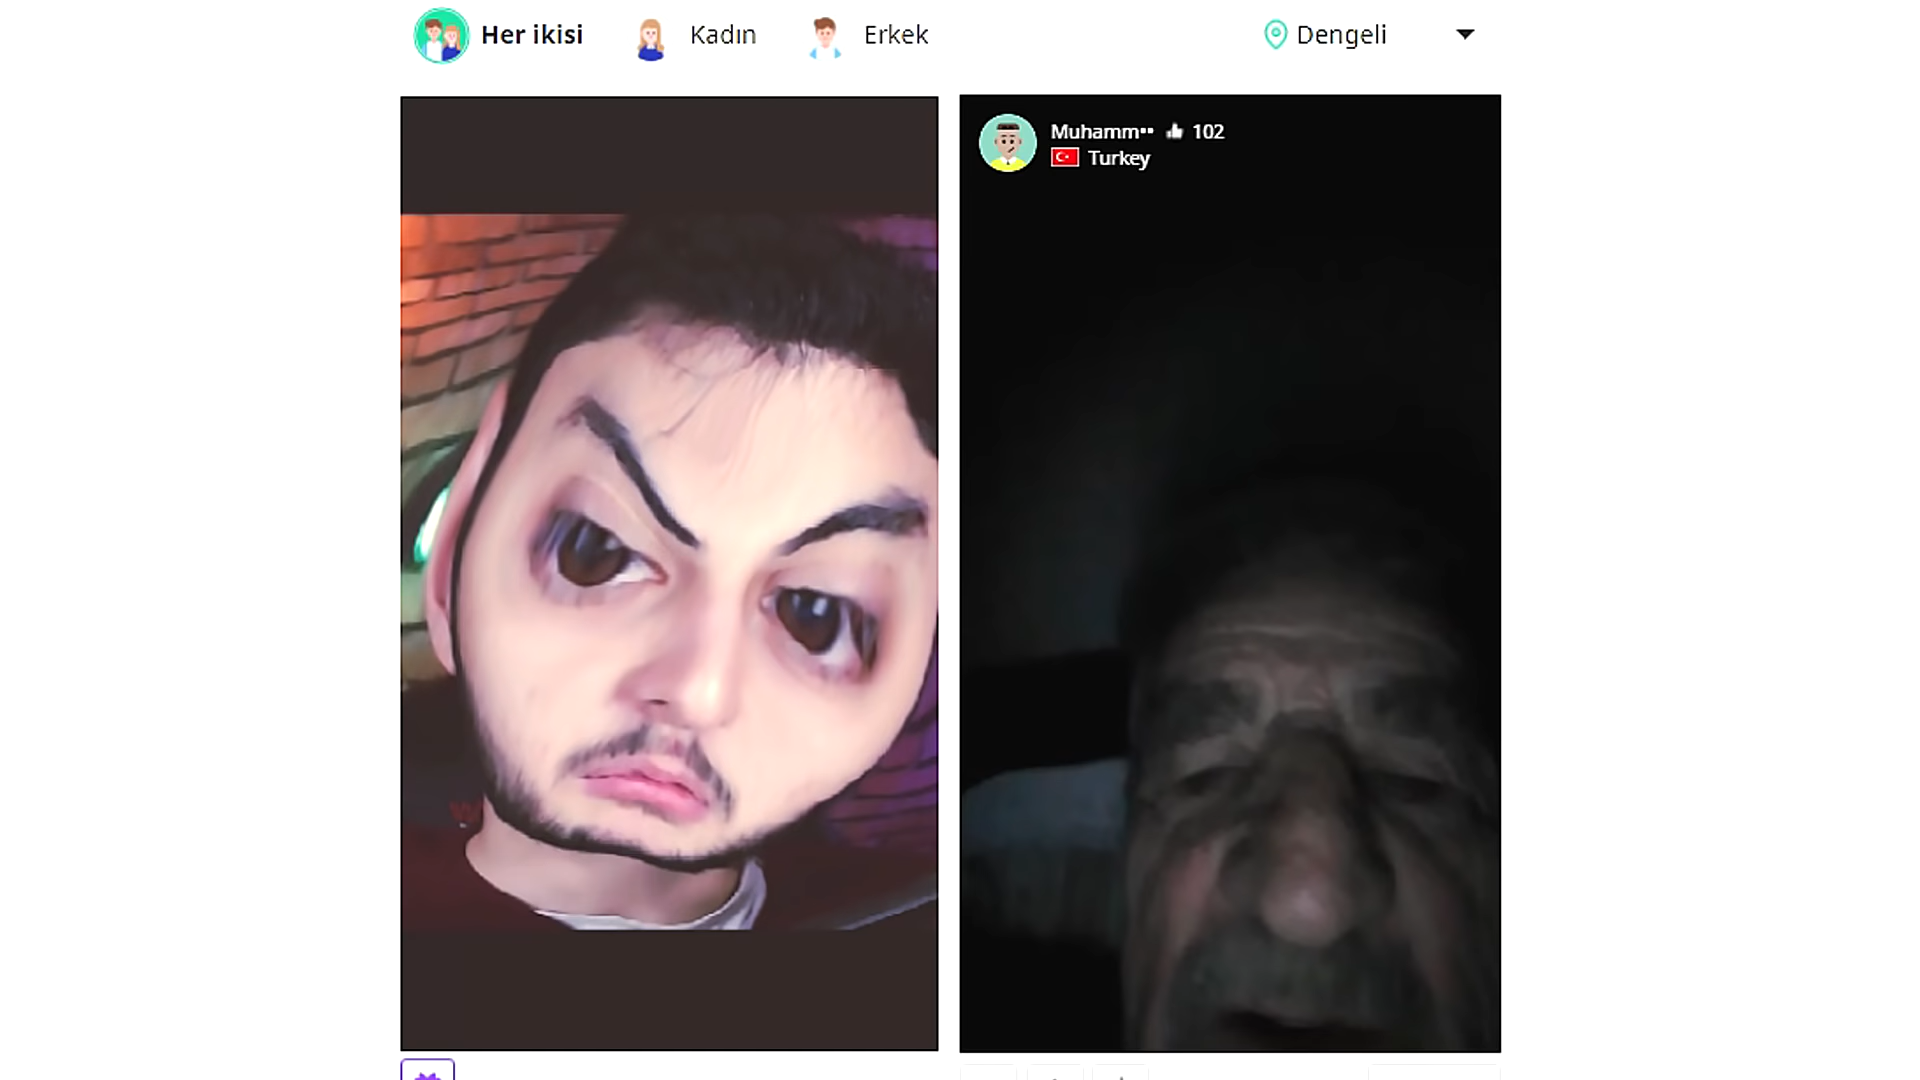 Her ikisi
Kadın
Erkek
Dengeli
Muhamm•• 102
Turkey